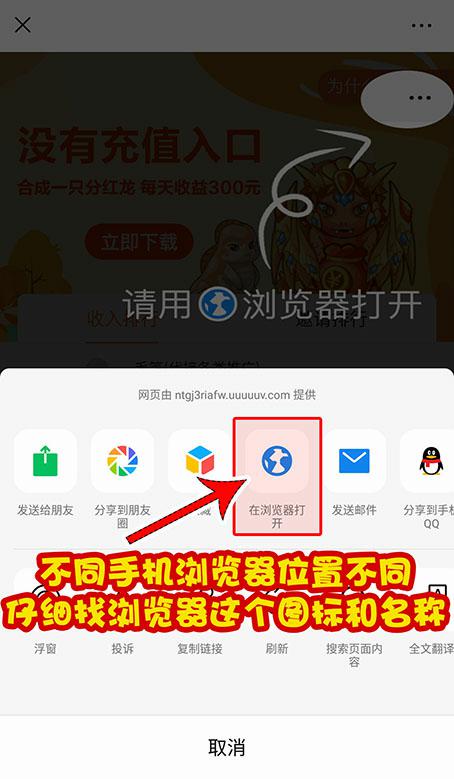 为什
没有充值入口
合成一只分红龙 每天收益300元
立即下载
请用浏览器打开
收入排行
邀请排行
网页由 ntgj3riafw.uuuuuv.com 提供
发送给朋友
分享到朋友圈
藏
在浏览器打开
发送邮件
分享到手机QQ
不同手机浏览器位置不同
仔细找浏览器这个图标和名称
浮窗
投诉
复制链接
刷新
搜索页面内容
全文翻译
取消